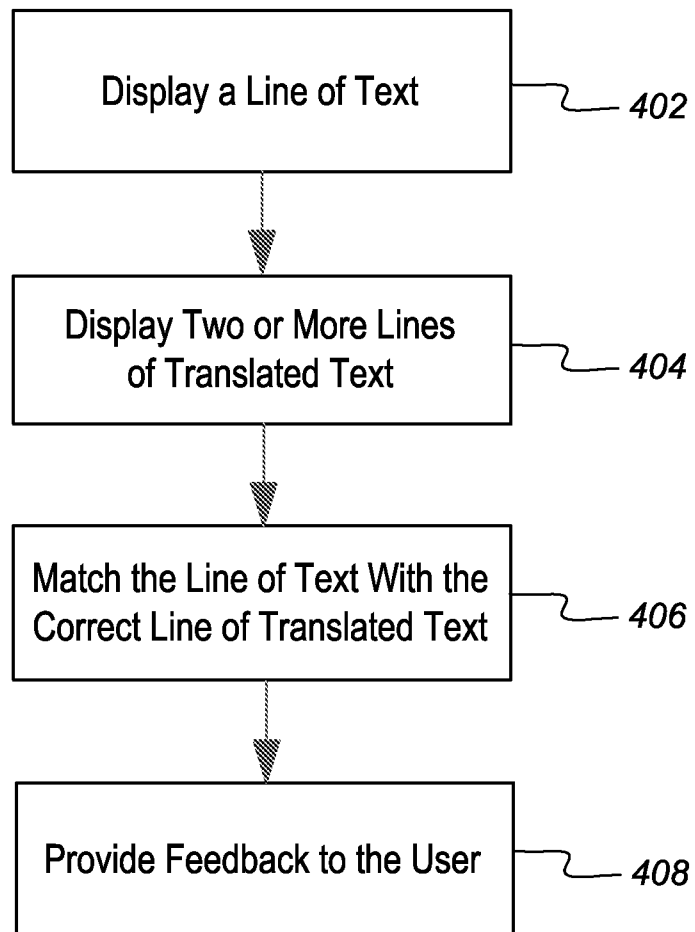 Display a Line of Text
402
Display Two or More Lines
of Translated Text
404
Match the Line of Text With the
Correct Line of Translated Text
406
Provide Feedback to the User
408